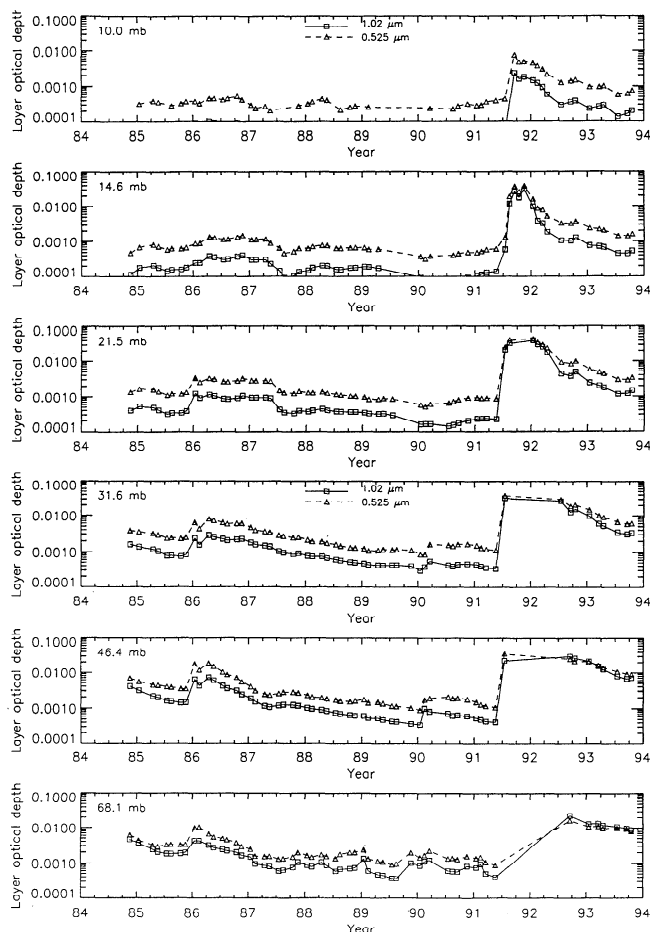 10.0 mb
1.02 μm
0.525 μm
Layer optical depth
0.1000
0.0100
0.0010
0.0001
84 85 86 87 88 89 90 91 92 93 94
Year
14.6 mb
Layer optical depth
0.1000
0.0100
0.0010
0.0001
84 85 86 87 88 89 90 91 92 93 94
Year
21.5 mb
Layer optical depth
0.1000
0.0100
0.0010
0.0001
84 85 86 87 88 89 90 91 92 93 94
Year
31.6 mb
1.02 μm
0.525 μm
Layer optical depth
0.1000
0.0100
0.0010
0.0001
84 85 86 87 88 89 90 91 92 93 94
Year
46.4 mb
Layer optical depth
0.1000
0.0100
0.0010
0.0001
84 85 86 87 88 89 90 91 92 93 94
Year
68.1 mb
Layer optical depth
0.1000
0.0100
0.0010
0.0001
84 85 86 87 88 89 90 91 92 93 94
Year